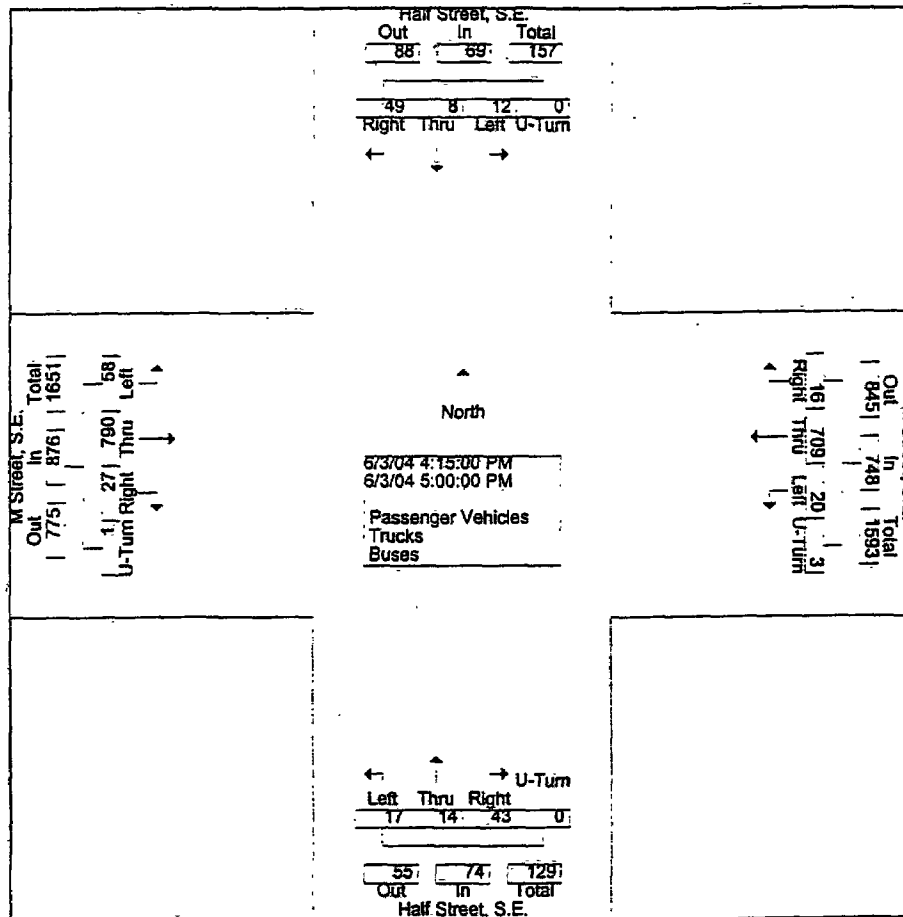 Half Street, S.E.
Out In Total
88 69 157
49 8 12 0
Right Thru Left U-Turn
M Street, S.E.
Out In Total
775 876 1651
1 27 790 58
U-Turn Right Thru Left
North
6/3/04 4:15:00 PM
6/3/04 5:00:00 PM
Passenger Vehicles
Trucks
Buses
Right Thru Left U-Turn
16 709 20 3
Out In Total
845 748 1593
U-Turn
Left Thru Right
17 14 43 0
55 74 129
Out In Total
Half Street, S.E.